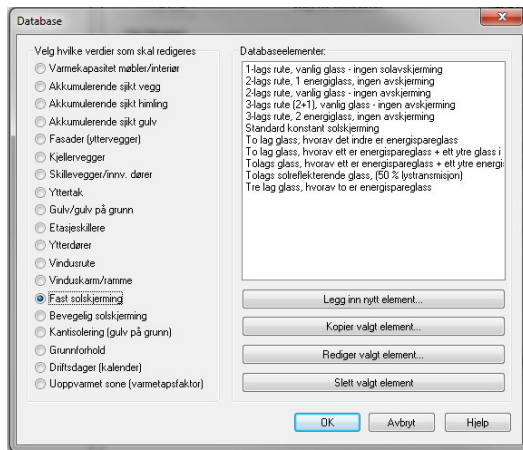 Database
Velg hvilke verdier som skal redigeres
Varmekapasitet møbler/interiør
Akkumulerende sjikt vegg
Akkumulerende sjikt himling
Akkumulerende sjikt gulv
Fasader (yttervegger)
Kjellervegger
Skillevegger/innv. dører
Yttertak
Gulv/gulv på grunn
Etasjeskillere
Ytterdører
Vindusrute
Vinduskarm/ramme
Fast solskjerming
Bevegelig solskjerming
Kantisolering (gulv på grunn)
Grunnforhold
Driftsdager (kalender)
Uoppvarmet sone (varmetapsfaktor)
Databaseelementer:
1-lags rute, vanlig glass - ingen solavskjerming
2-lags rute, 1 energiglass, ingen avskjerming
2-lags rute, vanlig glass - ingen avskjerming
3-lags rute (2+1), vanlig glass - ingen avskjerming
3-lags rute, 2 energiglass, ingen avskjerming
Standard konstant solskjerming
To lag glass, hvorav det indre er energispareglass
To lag glass, hvorav ett er energispareglass + ett ytre glass i
Tolags glass, hvorav ett er energispareglass + ett ytre energis
Tolags solreflekterende glass, (50 % lystransmisjon)
Tre lag glass, hvorav to er energispareglass
Legg inn nytt element...
Kopier valgt element...
Rediger valgt element...
Slett valgt element
OK
Avbryt
Hjelp